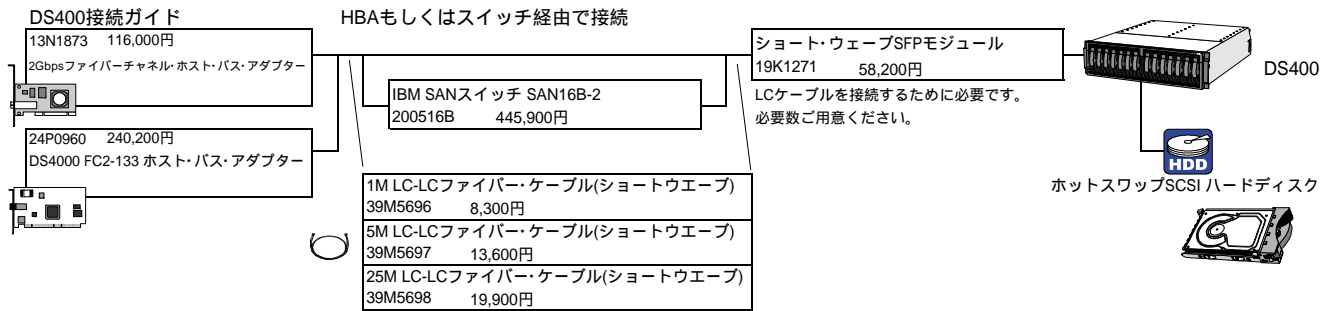 DS400接続ガイド
HBAもしくはスイッチ経由で接続
13N1873 116,000円
2Gbpsファイバーチャネル・ホスト・バス・アダプター
24P0960 240,200円
DS4000 FC2-133 ホスト・バス・アダプター
IBM SANスイッチ SAN16B-2
200516B 445,900円
1M LC-LCファイバー・ケーブル(ショートウエーブ)
39M5696 8,300円
5M LC-LCファイバー・ケーブル(ショートウエーブ)
39M5697 13,600円
25M LC-LCファイバー・ケーブル(ショートウエーブ)
39M5698 19,900円
ショート・ウェーブSFPモジュール
19K1271 58,200円
LCケーブルを接続するために必要です。
必要数ご用意ください。
DS400
HDD
ホットスワップSCSI ハードディスク